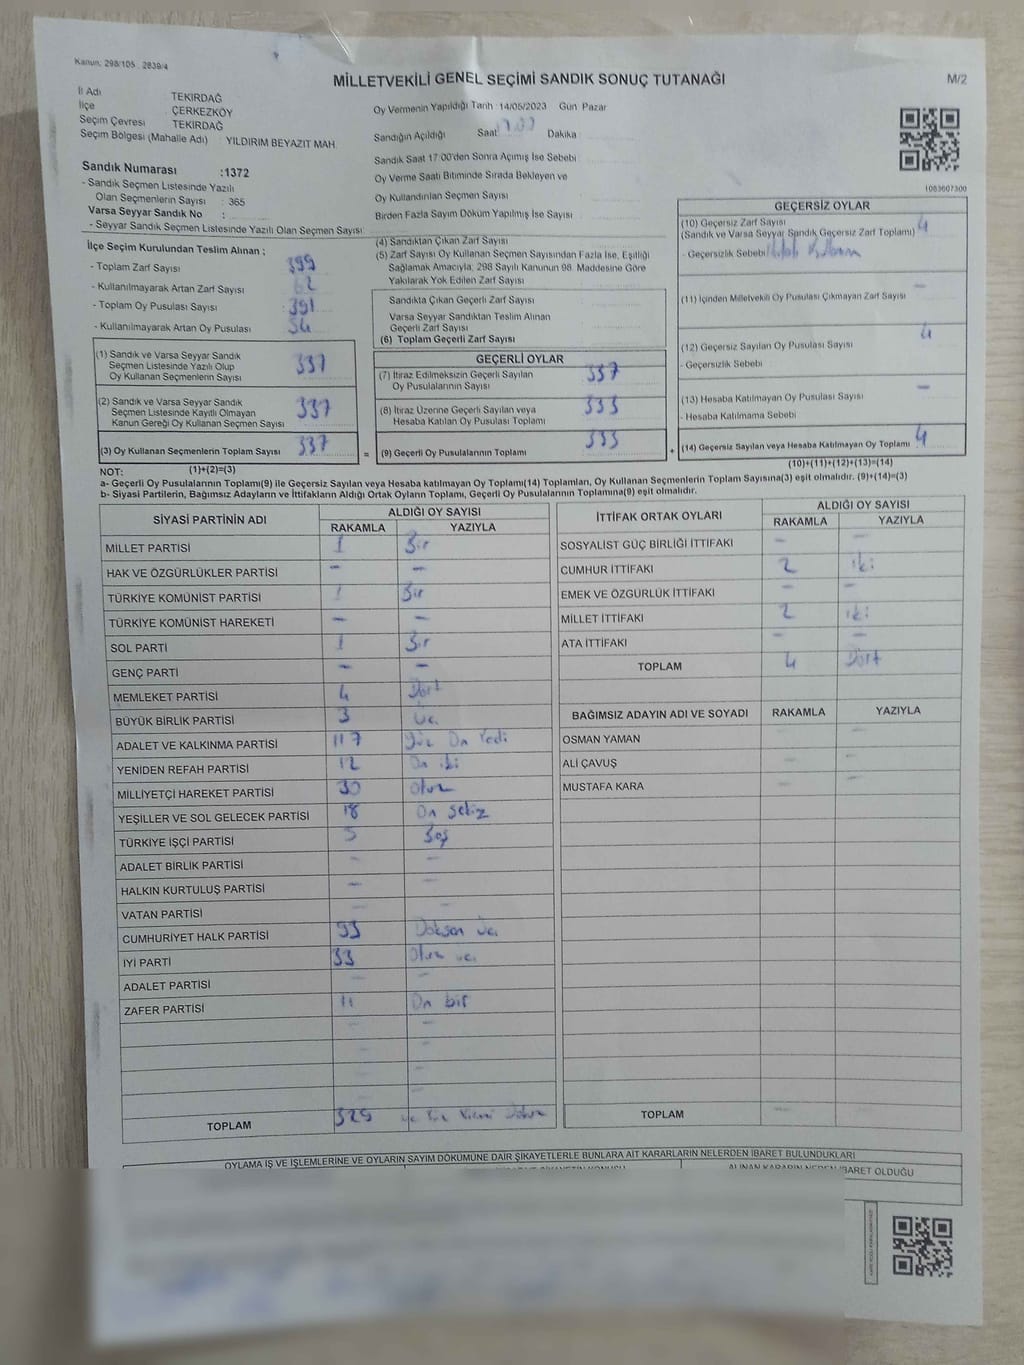 Kanun: 298/105 , 2839/4
MİLLETVEKİLİ GENEL SEÇİMİ SANDIK SONUÇ TUTANAĞI
M/2
İl Adı TEKİRDAĞ
İlçe ÇERKEZKÖY
Seçim Çevresi TEKİRDAĞ
Seçim Bölgesi (Mahalle Adı) : YILDIRIM BEYAZIT MAH.
Sandık Numarası :1372
- Sandık Seçmen Listesinde Yazılı
Olan Seçmenlerin Sayısı : 365
Varsa Seyyar Sandık No :
- Seyyar Sandık Seçmen Listesinde Yazılı Olan Seçmen Sayısı:
Oy Vermenin Yapıldığı Tarih 14/05/2023 Gün Pazar
Sandığın Açıldığı Saat 17:00 Dakika
Sandık Saat 17:00'den Sonra Açımış İse Sebebi
Oy Verme Saati Bitiminde Sırada Bekleyen ve
Oy Kullandırılan Seçmen Sayısı
Birden Fazla Sayım Döküm Yapılmış İse Sayısı
1083607300
İlçe Seçim Kurulundan Teslim Alınan ;
- Toplam Zarf Sayısı 399
- Kullanılmayarak Artan Zarf Sayısı 62
- Toplam Oy Pusulası Sayısı 391
- Kullanılmayarak Artan Oy Pusulası 54
(1) Sandık ve Varsa Seyyar Sandık
Seçmen Listesinde Yazılı Olup
Oy Kullanan Seçmenlerin Sayısı 337
(2) Sandık ve Varsa Seyyar Sandık
Seçmen Listesinde Kayıtlı Olmayan
Kanun Gereği Oy Kullanan Seçmen Sayısı 337
(3) Oy Kullanan Seçmenlerin Toplam Sayısı 337 =
(4) Sandıktan Çıkan Zarf Sayısı
(5) Zarf Sayısı Oy Kullanan Seçmen Sayısından Fazla İse, Eşitliği
Sağlamak Amacıyla; 298 Sayılı Kanunun 98. Maddesine Göre
Yakılarak Yok Edilen Zarf Sayısı
Sandıkta Çıkan Geçerli Zarf Sayısı
Varsa Seyyar Sandıktan Teslim Alınan
Geçerli Zarf Sayısı
(6) Toplam Geçerli Zarf Sayısı
GEÇERLİ OYLAR
(7) İtiraz Edilmeksizin Geçerli Sayılan
Oy Pusulalarının Sayısı 337
(8) İtiraz Üzerine Geçerli Sayılan veya
Hesaba Katılan Oy Pusulası Toplamı 333
(9) Geçerli Oy Pusulalarının Toplamı 333 +
GEÇERSİZ OYLAR
(10) Geçersiz Zarf Sayısı 4
(Sandık ve Varsa Seyyar Sandık Geçersiz Zarf Toplamı)
- Geçersizlik Sebebi Hatalı Kullanım
(11) İçinden Milletvekili Oy Pusulası Çıkmayan Zarf Sayısı -
(12) Geçersiz Sayılan Oy Pusulası Sayısı 4
- Geçersizlik Sebebi
(13) Hesaba Katılmayan Oy Pusulası Sayısı -
- Hesaba Katılmama Sebebi
(14) Geçersiz Sayılan veya Hesaba Katılmayan Oy Toplamı 4
NOT: (1)+(2)=(3) (10)+(11)+(12)+(13)=(14)
a- Geçerli Oy Pusulalarının Toplamı(9) ile Geçersiz Sayılan veya Hesaba katılmayan Oy Toplamı(14) Toplamları, Oy Kullanan Seçmenlerin Toplam Sayısına(3) eşit olmalıdır. (9)+(14)=(3)
b- Siyasi Partilerin, Bağımsız Adayların ve İttifakların Aldığı Ortak Oyların Toplamı, Geçerli Oy Pusulalarının Toplamına(9) eşit olmalıdır.
SİYASİ PARTİNİN ADI ALDIĞI OY SAYISI
RAKAMLA YAZIYLA
MİLLET PARTİSİ 1 Bir
HAK VE ÖZGÜRLÜKLER PARTİSİ - -
TÜRKİYE KOMÜNİST PARTİSİ 1 Bir
TÜRKİYE KOMÜNİST HAREKETİ - -
SOL PARTİ 1 Bir
GENÇ PARTİ - -
MEMLEKET PARTİSİ 4 Dört
BÜYÜK BİRLİK PARTİSİ 3 Üç
ADALET VE KALKINMA PARTİSİ 117 Yüz On Yedi
YENİDEN REFAH PARTİSİ 12 On iki
MİLLİYETÇİ HAREKET PARTİSİ 30 Otuz
YEŞİLLER VE SOL GELECEK PARTİSİ 18 On Sekiz
TÜRKİYE İŞÇİ PARTİSİ 5 Beş
ADALET BİRLİK PARTİSİ - -
HALKIN KURTULUŞ PARTİSİ - -
VATAN PARTİSİ - -
CUMHURİYET HALK PARTİSİ 93 Doksan üç
İYİ PARTİ 33 Otuz üç
ADALET PARTİSİ - -
ZAFER PARTİSİ 11 On bir
TOPLAM 329
İTTİFAK ORTAK OYLARI ALDIĞI OY SAYISI
RAKAMLA YAZIYLA
SOSYALİST GÜÇ BİRLİĞİ İTTİFAKI - -
CUMHUR İTTİFAKI 2 iki
EMEK VE ÖZGÜRLÜK İTTİFAKI - -
MİLLET İTTİFAKI 2 iki
ATA İTTİFAKI - -
TOPLAM 4 Dört
BAĞIMSIZ ADAYIN ADI VE SOYADI RAKAMLA YAZIYLA
OSMAN YAMAN - -
ALİ ÇAVUŞ - -
MUSTAFA KARA - -
TOPLAM - -
OYLAMA İŞ VE İŞLEMLERİNE VE OYLARIN SAYIM DÖKÜMÜNE DAİR ŞİKAYETLERLE BUNLARA AİT KARARLARIN NELERDEN İBARET BULUNDUKLARI
ALINAN KARARIN NEDEN İBARET OLDUĞU